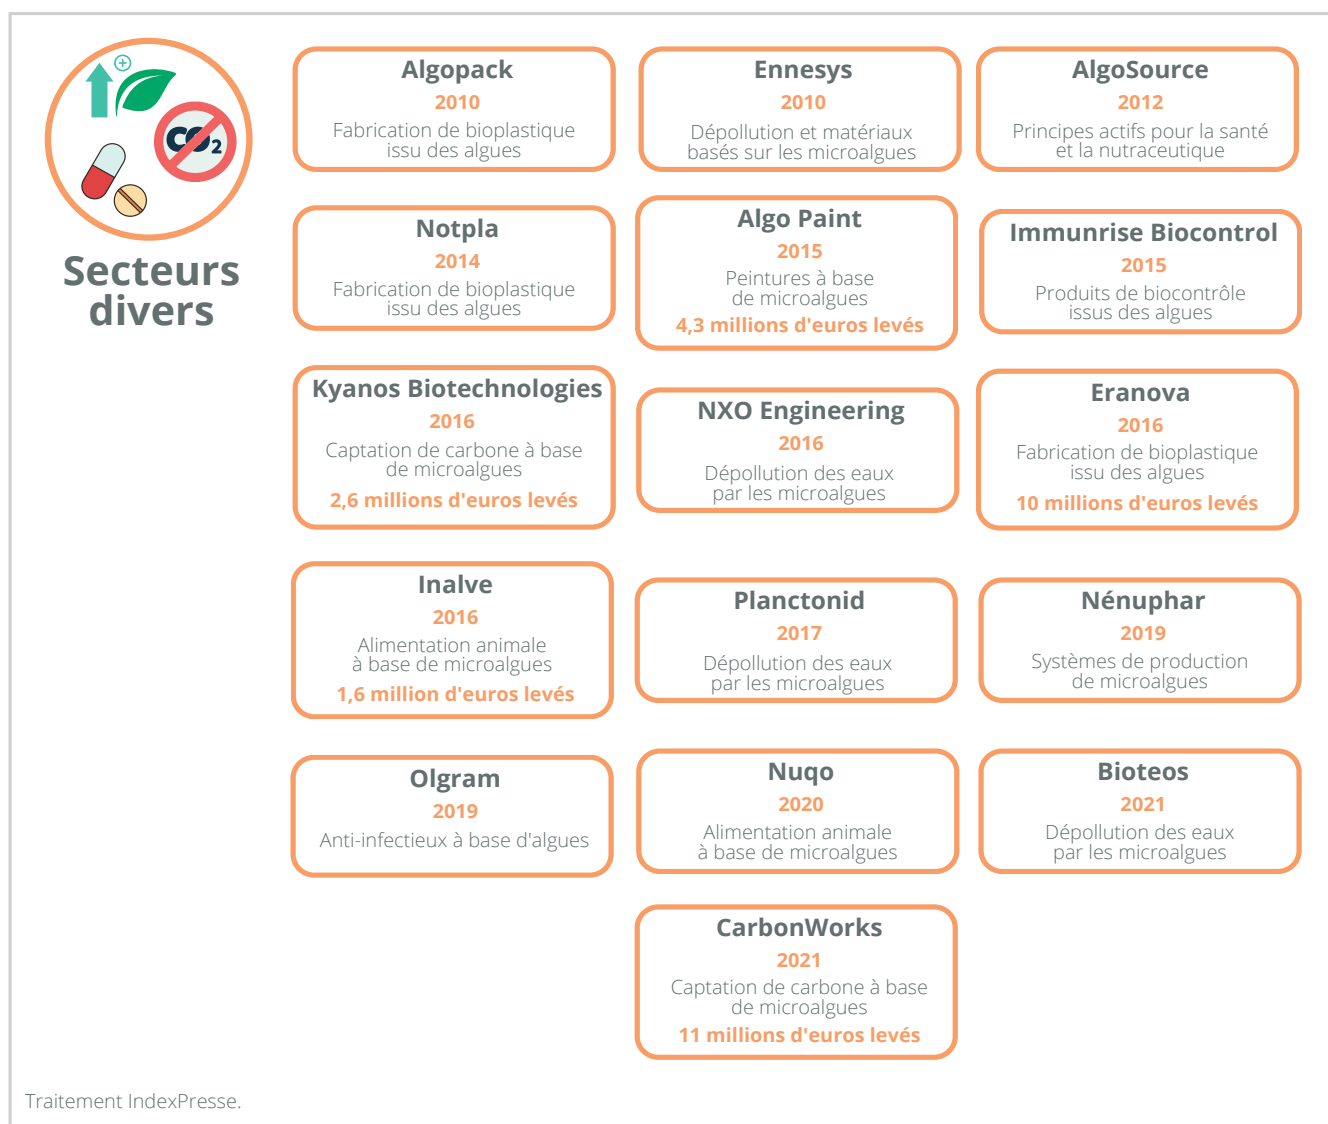 CO2
Secteurs
divers
Algopack
2010
Fabrication de bioplastique
issu des algues
Ennesys
2010
Dépollution et matériaux
basés sur les microalgues
AlgoSource
2012
Principes actifs pour la santé
et la nutraceutique
Notpla
2014
Fabrication de bioplastique
issu des algues
Algo Paint
2015
Peintures à base
de microalgues
4,3 millions d'euros levés
Immunrise Biocontrol
2015
Produits de biocontrôle
issus des algues
Kyanos Biotechnologies
2016
Captation de carbone à base
de microalgues
2,6 millions d'euros levés
NXO Engineering
2016
Dépollution des eaux
par les microalgues
Eranova
2016
Fabrication de bioplastique
issu des algues
10 millions d'euros levés
Inalve
2016
Alimentation animale
à base de microalgues
1,6 million d'euros levés
Planctonid
2017
Dépollution des eaux
par les microalgues
Nénuphar
2019
Systèmes de production
de microalgues
Olgram
2019
Anti-infectieux à base d'algues
Nuqo
2020
Alimentation animale
à base de microalgues
Bioteos
2021
Dépollution des eaux
par les microalgues
CarbonWorks
2021
Captation de carbone à base
de microalgues
11 millions d'euros levés
Traitement IndexPresse.